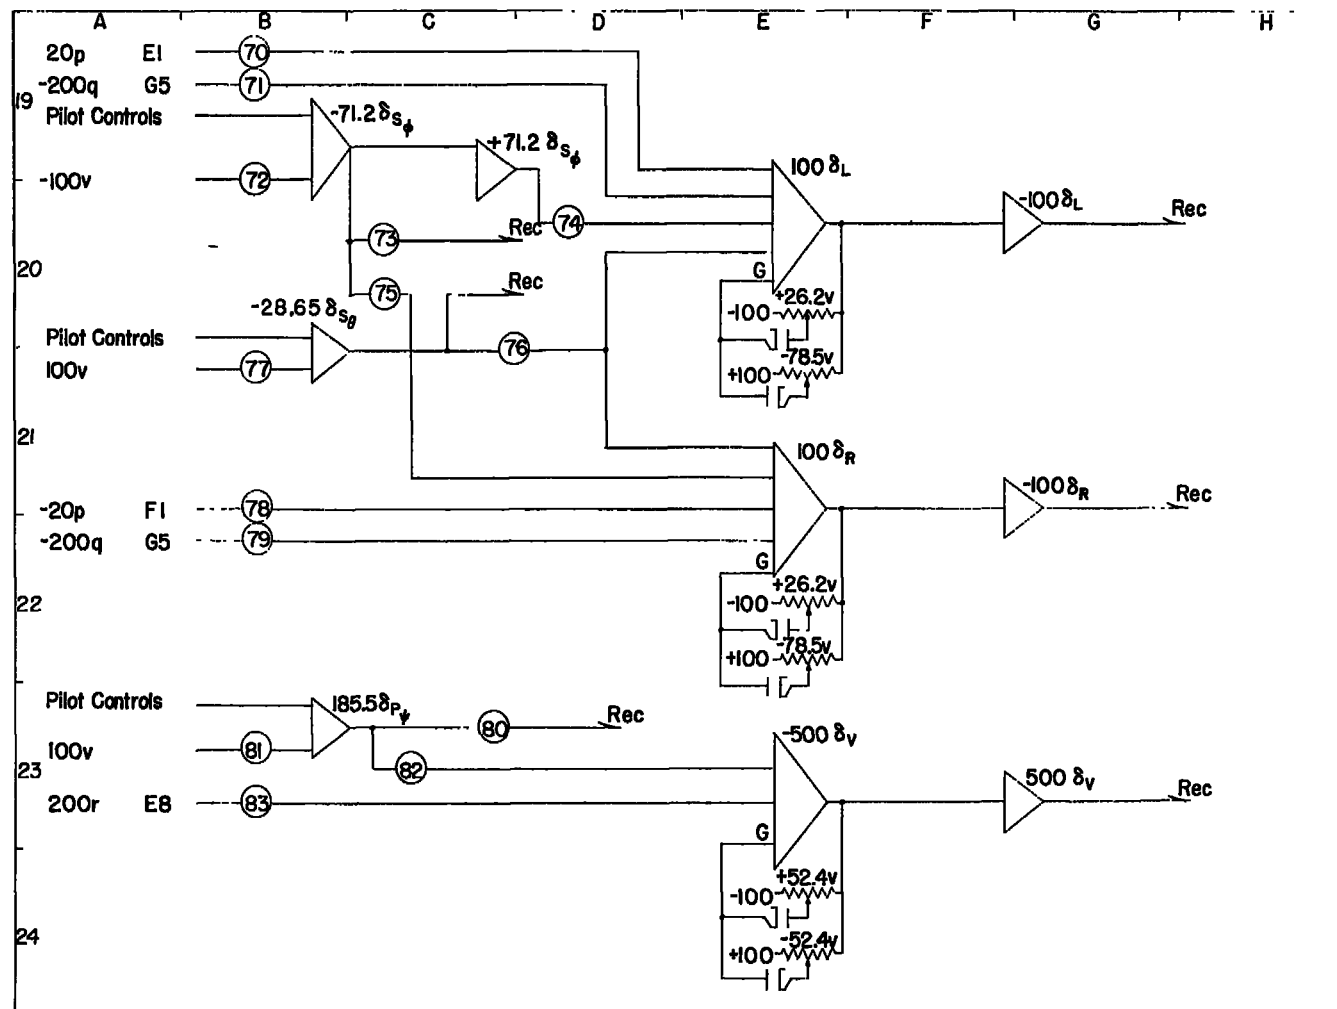 A B C D E F G H
20p E1 70
-200q G5 71
19
Pilot Controls
-71.2 δSϕ
+71.2 δSϕ
100 δL
-100v 72
-100 δL
Rec
74
Rec
73
20
G
75
Rec
+26.2v
-100
-28.65 δSθ
Pilot Controls
76
-78.5v
100v 77
+100
21
100 δR
-100 δR
Rec
-20p F1 78
-200q G5 79
G
+26.2v
22
-100
-78.5v
+100
Pilot Controls
185.5δPψ
80
Rec
100v 81
-500 δV
23
82
500 δV
Rec
200r E8 83
G
+52.4v
-100
24
-52.4v
+100